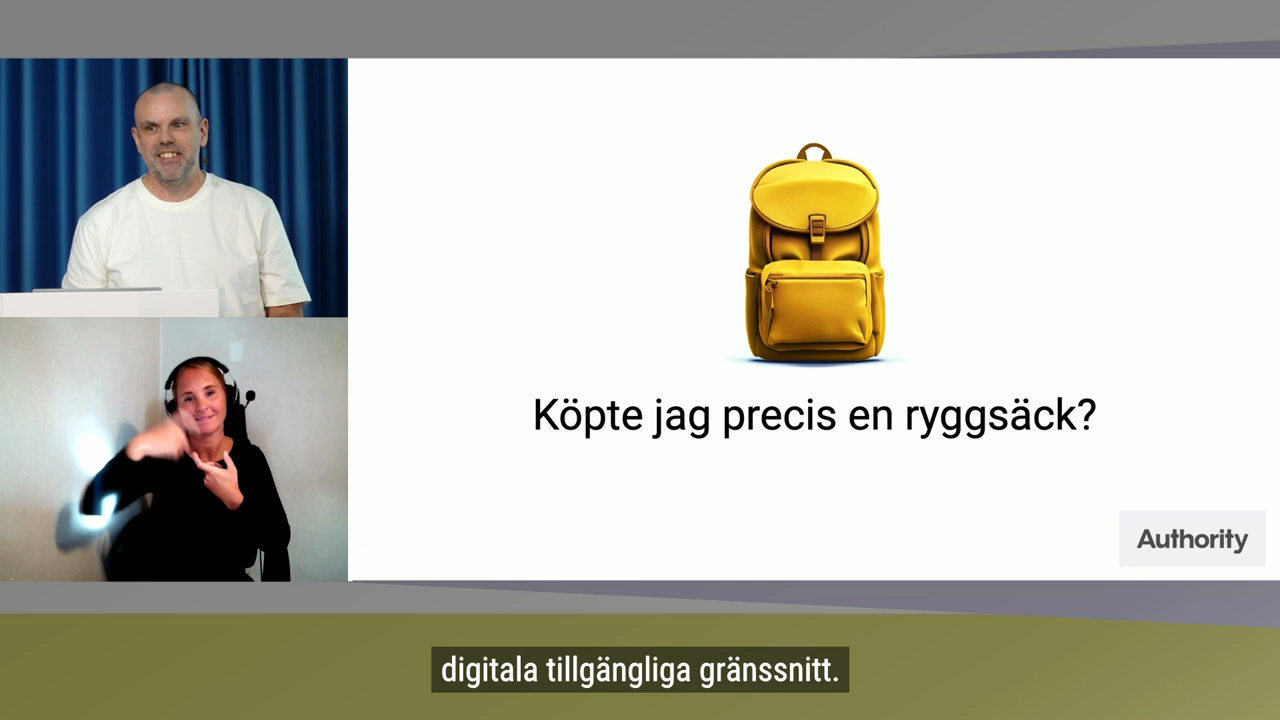 Köpte jag precis en ryggsäck?
Authority
digitala tillgängliga gränssnitt.